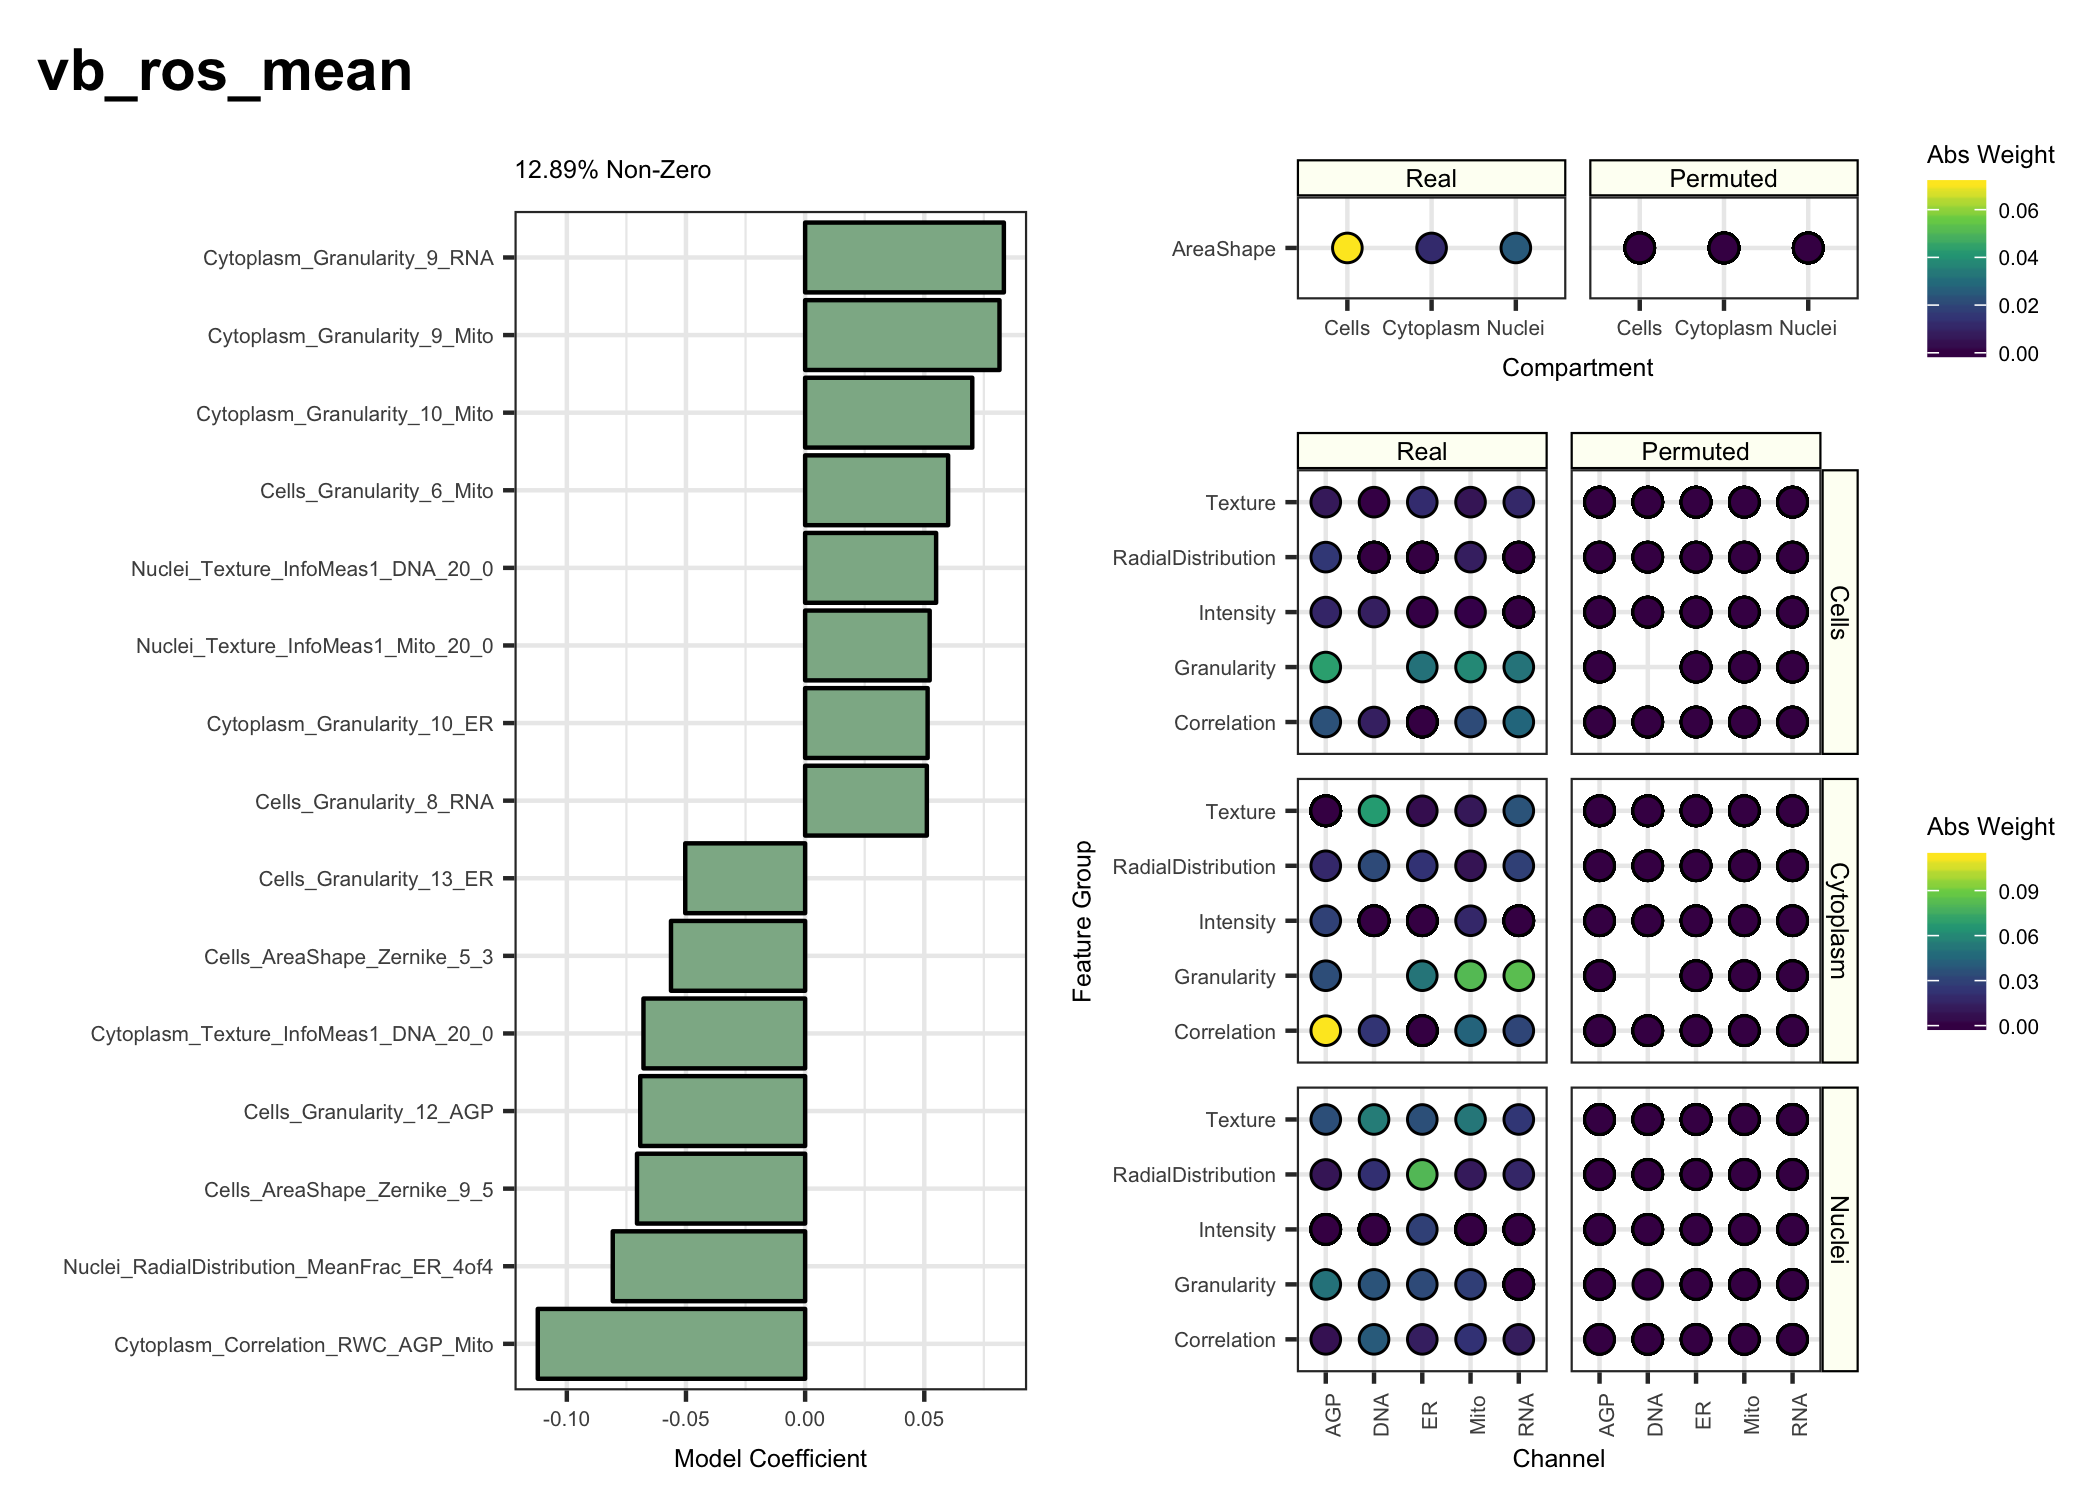 vb_ros_mean
12.89% Non-Zero
Cytoplasm_Granularity_9_RNA
Cytoplasm_Granularity_9_Mito
Cytoplasm_Granularity_10_Mito
Cells_Granularity_6_Mito
Nuclei_Texture_InfoMeas1_DNA_20_0
Nuclei_Texture_InfoMeas1_Mito_20_0
Cytoplasm_Granularity_10_ER
Cells_Granularity_8_RNA
Cells_Granularity_13_ER
Cells_AreaShape_Zernike_5_3
Cytoplasm_Texture_InfoMeas1_DNA_20_0
Cells_Granularity_12_AGP
Cells_AreaShape_Zernike_9_5
Nuclei_RadialDistribution_MeanFrac_ER_4of4
Cytoplasm_Correlation_RWC_AGP_Mito
-0.10 -0.05 0.00 0.05
Model Coefficient
Real Permuted
AreaShape
Cells Cytoplasm Nuclei Cells Cytoplasm Nuclei
Compartment
Abs Weight
0.06
0.04
0.02
0.00
Feature Group
Real Permuted
Texture
RadialDistribution
Intensity
Granularity
Correlation
Cells
Texture
RadialDistribution
Intensity
Granularity
Correlation
Cytoplasm
Texture
RadialDistribution
Intensity
Granularity
Correlation
Nuclei
AGP DNA ER Mito RNA AGP DNA ER Mito RNA
Channel
Abs Weight
0.09
0.06
0.03
0.00